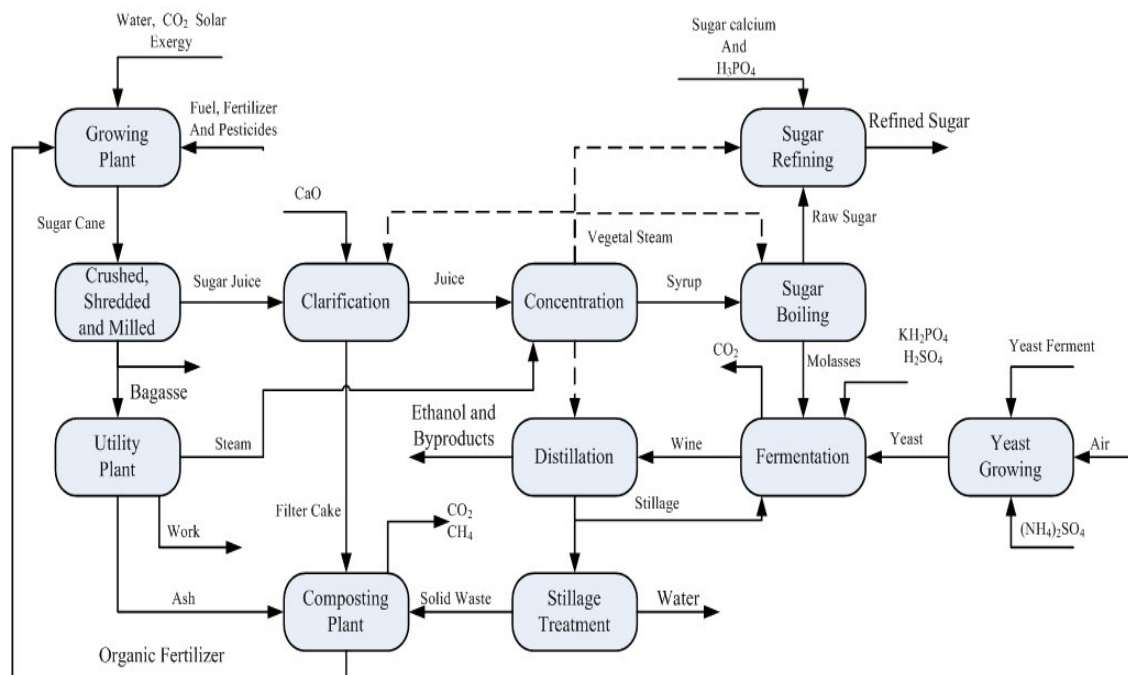 Water, CO₂ Solar
Exergy
Sugar calcium
And
H₃PO₄
Fuel, Fertilizer
And Pesticides
Growing
Plant
Sugar
Refining
Refined Sugar
Sugar Cane
CaO
Vegetal Steam
Raw Sugar
Crushed,
Shredded
and Milled
Sugar Juice
Clarification
Juice
Concentration
Syrup
Sugar
Boiling
Bagasse
CO₂
Molasses
KH₂PO₄
H₂SO₄
Yeast Ferment
Utility
Plant
Steam
Ethanol and
Byproducts
Distillation
Wine
Fermentation
Yeast
Yeast
Growing
Air
Work
Filter Cake
CO₂
CH₄
Stillage
(NH₄)₂SO₄
Ash
Composting
Plant
Solid Waste
Stillage
Treatment
Water
Organic Fertilizer